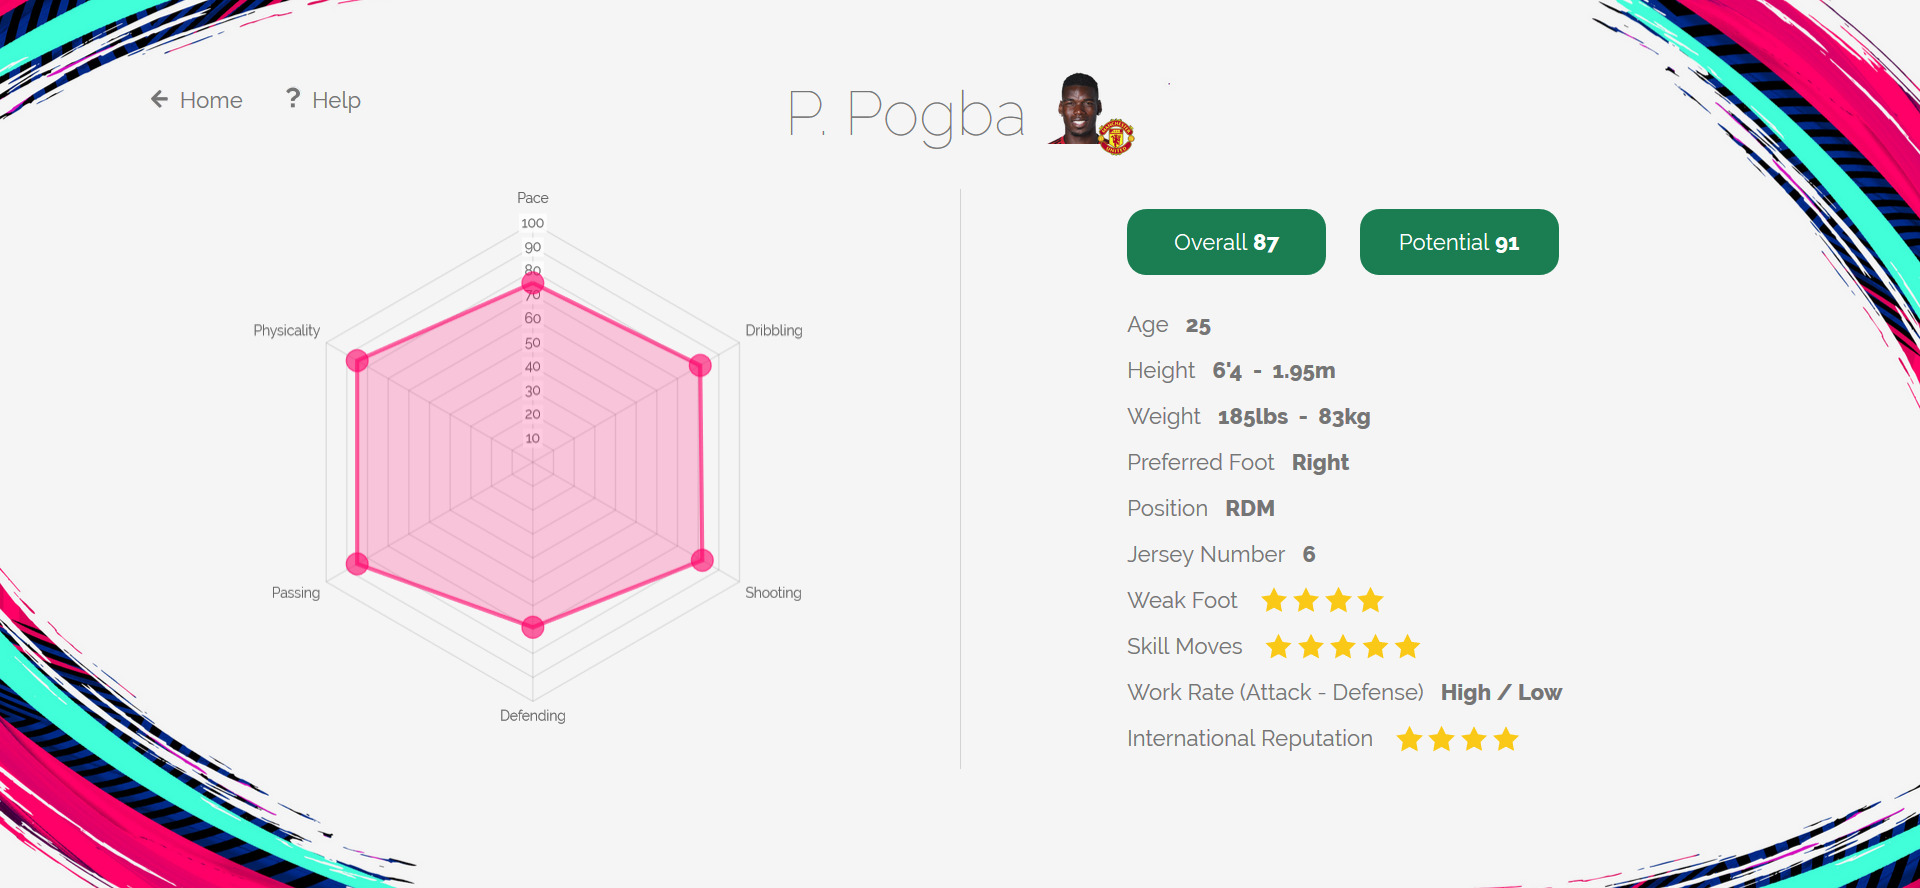 Home
Help
P. Pogba
Pace
100
90
80
70
60
50
40
30
20
10
Physicality
Dribbling
Passing
Shooting
Defending
Overall 87
Potential 91
Age 25
Height 6'4 - 1.95m
Weight 185lbs - 83kg
Preferred Foot Right
Position RDM
Jersey Number 6
Weak Foot
Skill Moves
Work Rate (Attack - Defense) High / Low
International Reputation